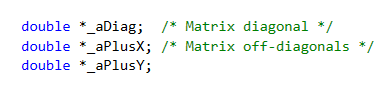 double *_aDiag;  /* Matrix diagonal */
double *_aPlusX; /* Matrix off-diagonals */
double *_aPlusY;